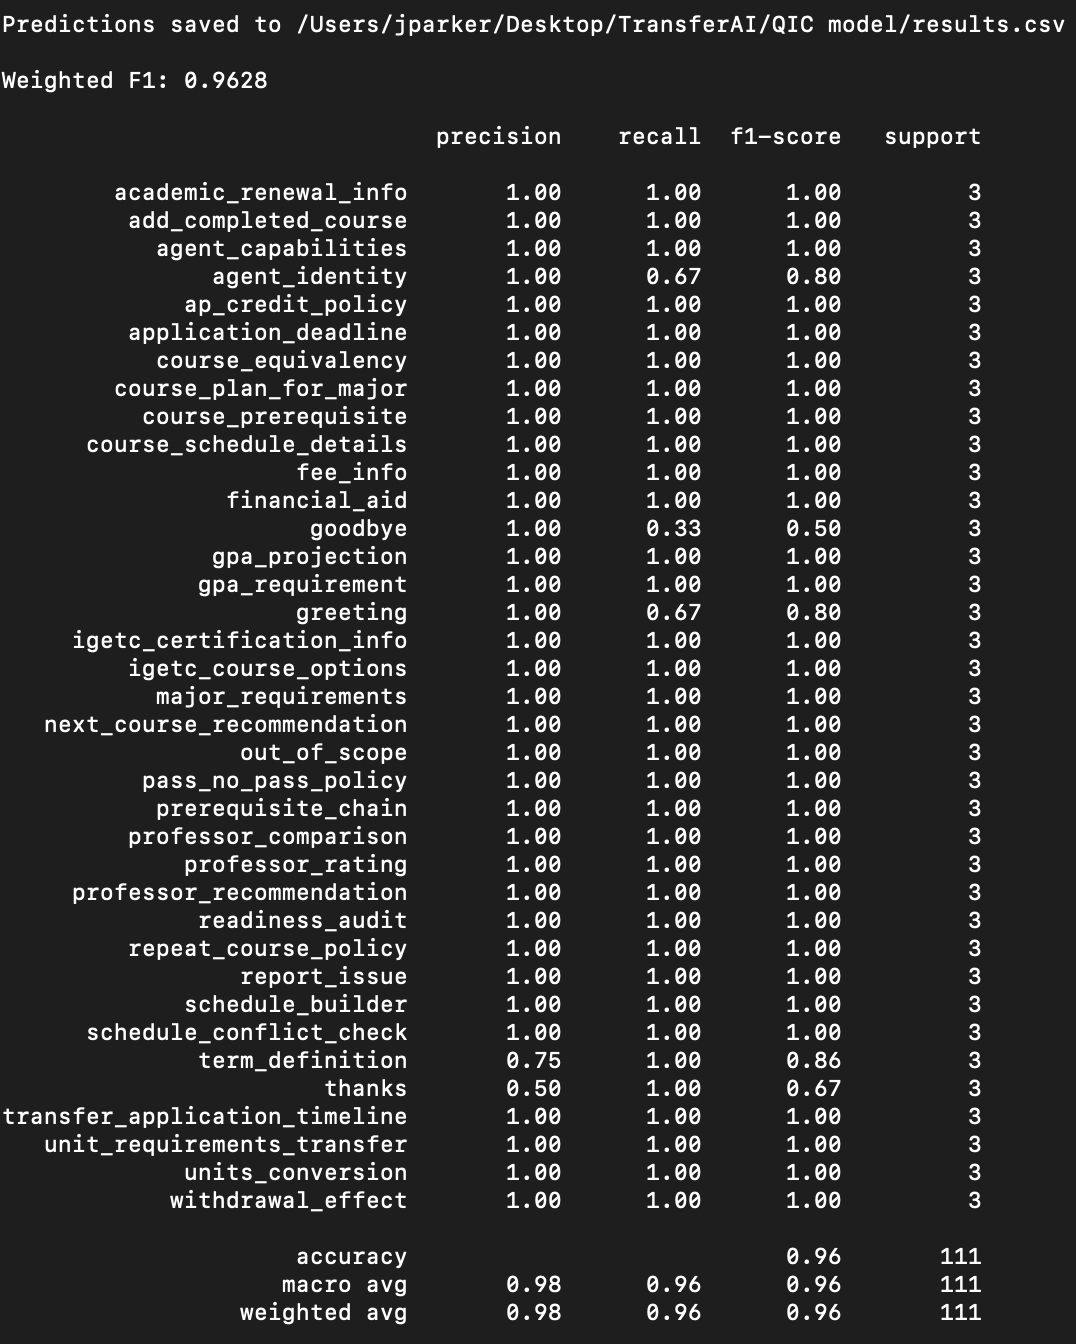 Predictions saved to /Users/jparker/Desktop/TransferAI/QIC model/results.csv
Weighted F1: 0.9628
precision recall f1-score support
academic_renewal_info 1.00 1.00 1.00 3
add_completed_course 1.00 1.00 1.00 3
agent_capabilities 1.00 1.00 1.00 3
agent_identity 1.00 0.67 0.80 3
ap_credit_policy 1.00 1.00 1.00 3
application_deadline 1.00 1.00 1.00 3
course_equivalency 1.00 1.00 1.00 3
course_plan_for_major 1.00 1.00 1.00 3
course_prerequisite 1.00 1.00 1.00 3
course_schedule_details 1.00 1.00 1.00 3
fee_info 1.00 1.00 1.00 3
financial_aid 1.00 1.00 1.00 3
goodbye 1.00 0.33 0.50 3
gpa_projection 1.00 1.00 1.00 3
gpa_requirement 1.00 1.00 1.00 3
greeting 1.00 0.67 0.80 3
igetc_certification_info 1.00 1.00 1.00 3
igetc_course_options 1.00 1.00 1.00 3
major_requirements 1.00 1.00 1.00 3
next_course_recommendation 1.00 1.00 1.00 3
out_of_scope 1.00 1.00 1.00 3
pass_no_pass_policy 1.00 1.00 1.00 3
prerequisite_chain 1.00 1.00 1.00 3
professor_comparison 1.00 1.00 1.00 3
professor_rating 1.00 1.00 1.00 3
professor_recommendation 1.00 1.00 1.00 3
readiness_audit 1.00 1.00 1.00 3
repeat_course_policy 1.00 1.00 1.00 3
report_issue 1.00 1.00 1.00 3
schedule_builder 1.00 1.00 1.00 3
schedule_conflict_check 1.00 1.00 1.00 3
term_definition 0.75 1.00 0.86 3
thanks 0.50 1.00 0.67 3
transfer_application_timeline 1.00 1.00 1.00 3
unit_requirements_transfer 1.00 1.00 1.00 3
units_conversion 1.00 1.00 1.00 3
withdrawal_effect 1.00 1.00 1.00 3
accuracy 0.96 111
macro avg 0.98 0.96 0.96 111
weighted avg 0.98 0.96 0.96 111